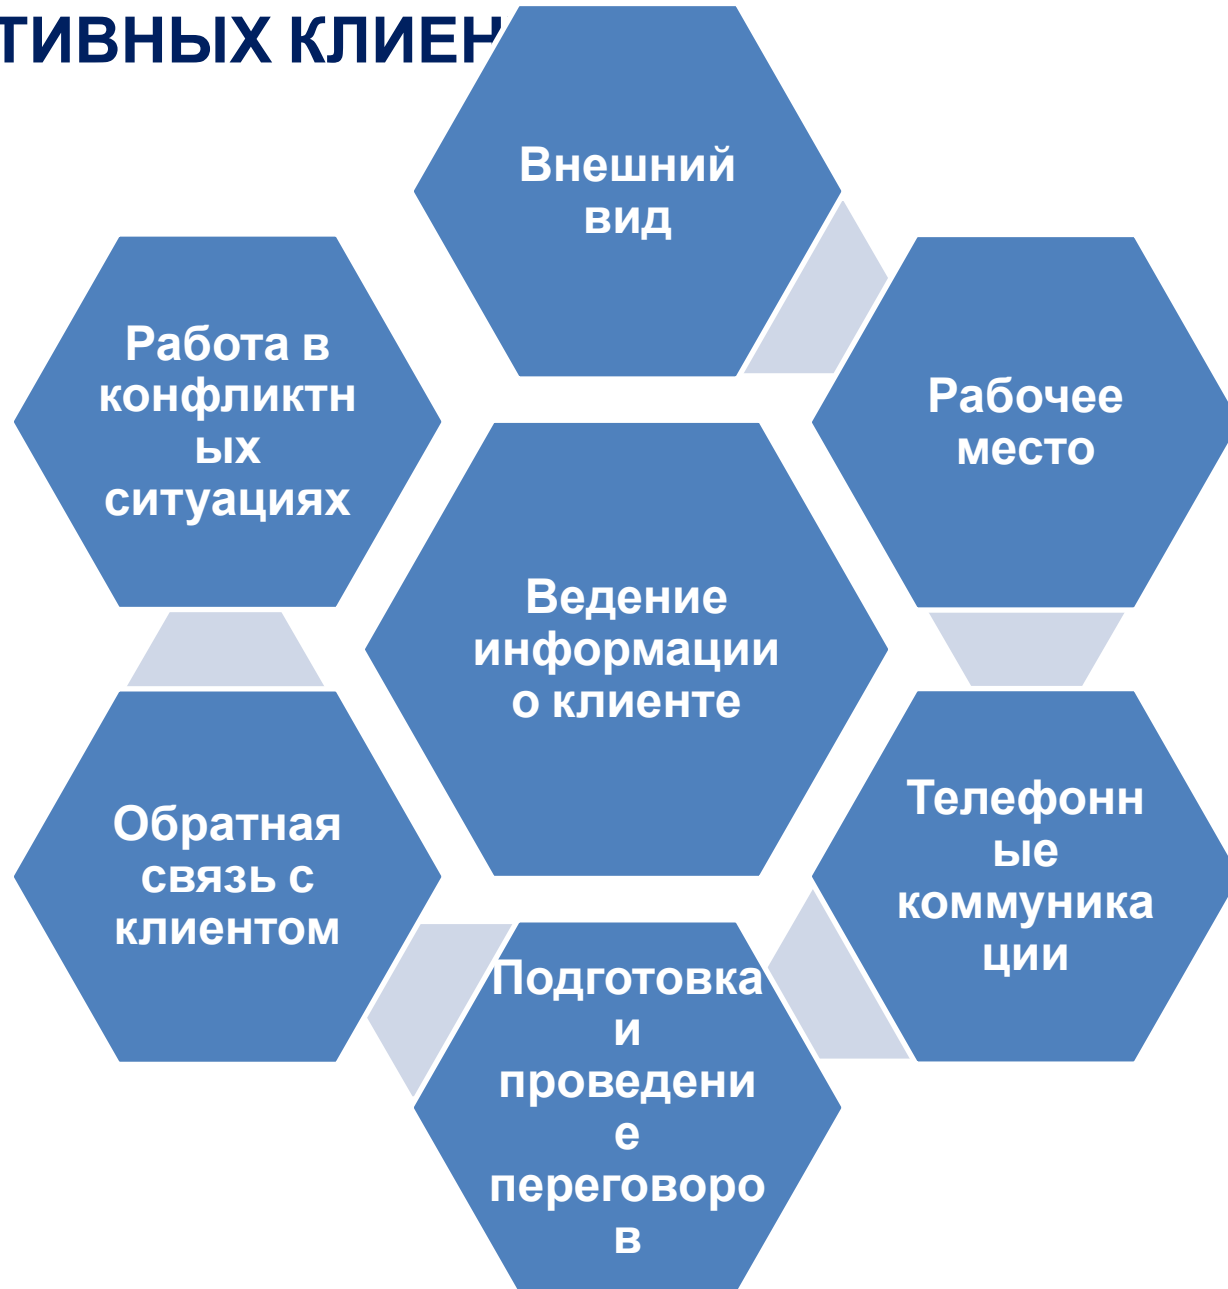 ТИВНЫХ КЛИЕН
Внешний
вид
Рабочее
место
Телефонн
ые
коммуника
ции
Подготовка
и
проведени
е
переговоро
в
Обратная
связь с
клиентом
Работа в
конфликтн
ых
ситуациях
Ведение
информации
о клиенте